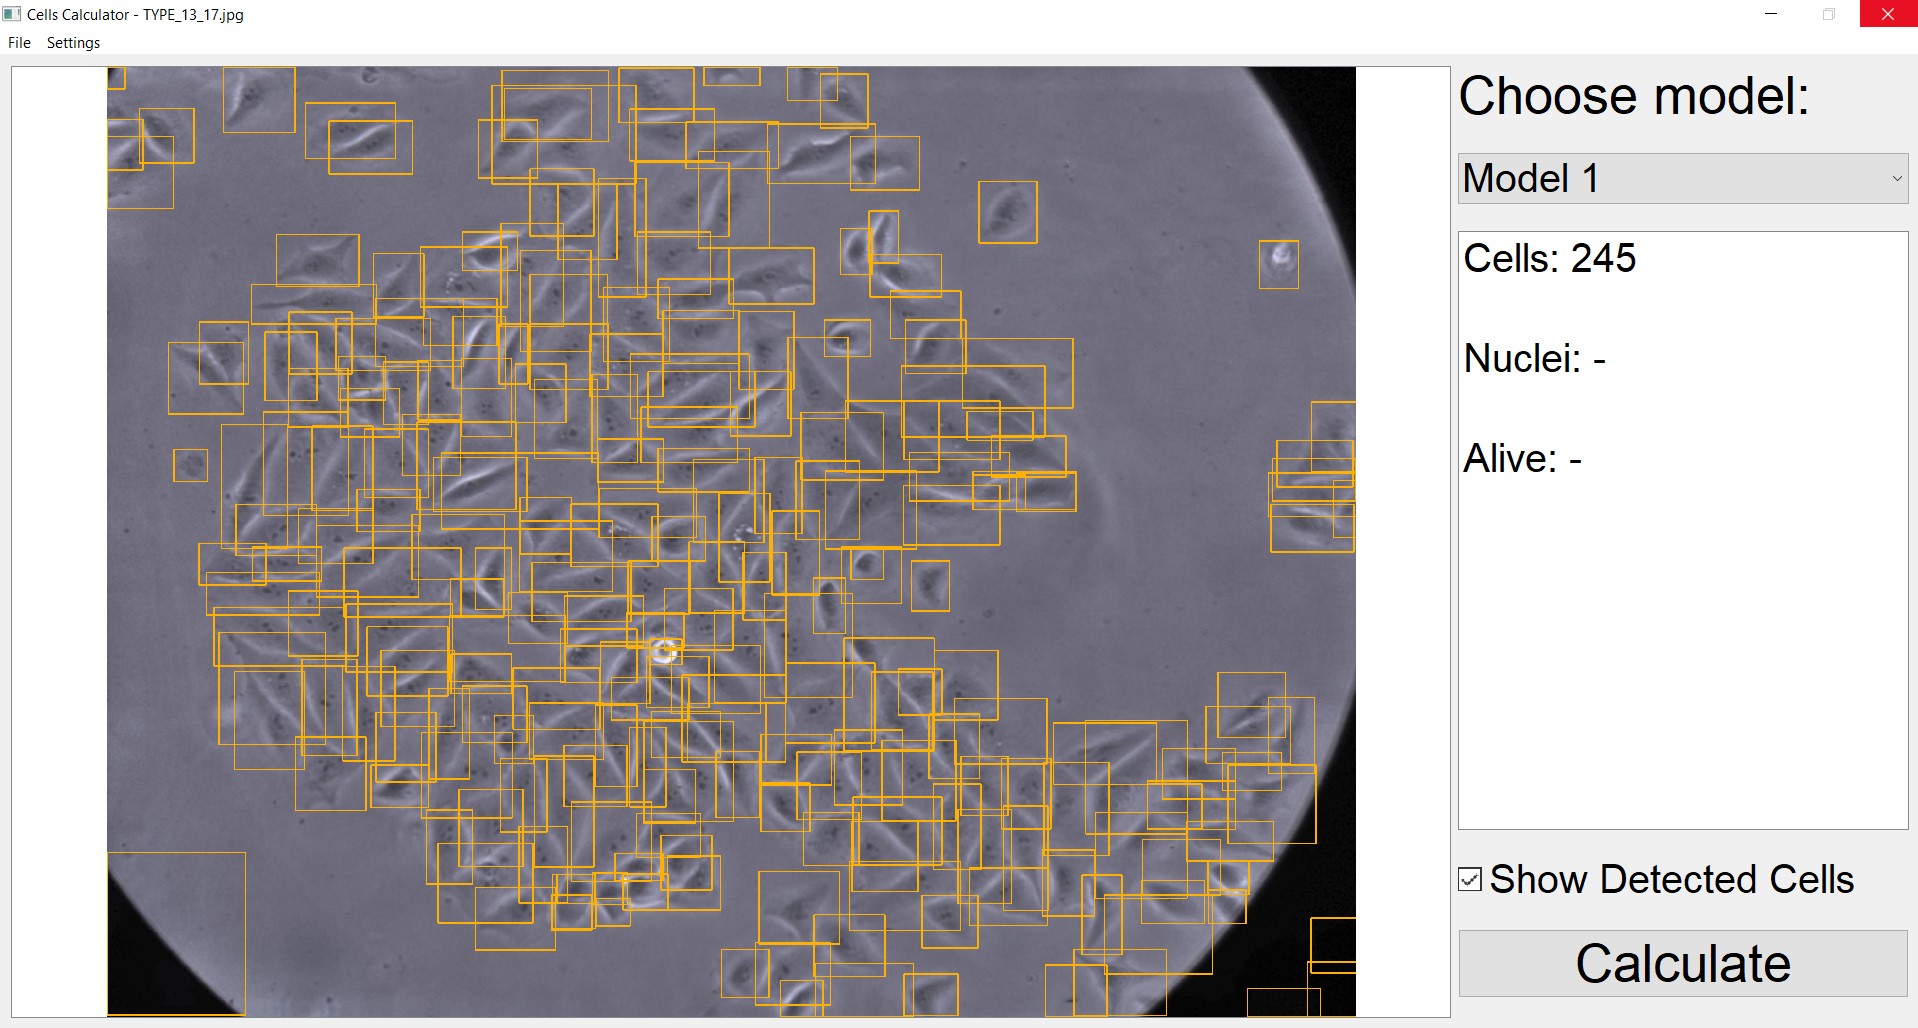 Cells Calculator - TYPE_13_17.jpg
File Settings
Choose model:
Model 1
Cells: 245
Nuclei: -
Alive: -
Show Detected Cells
Calculate